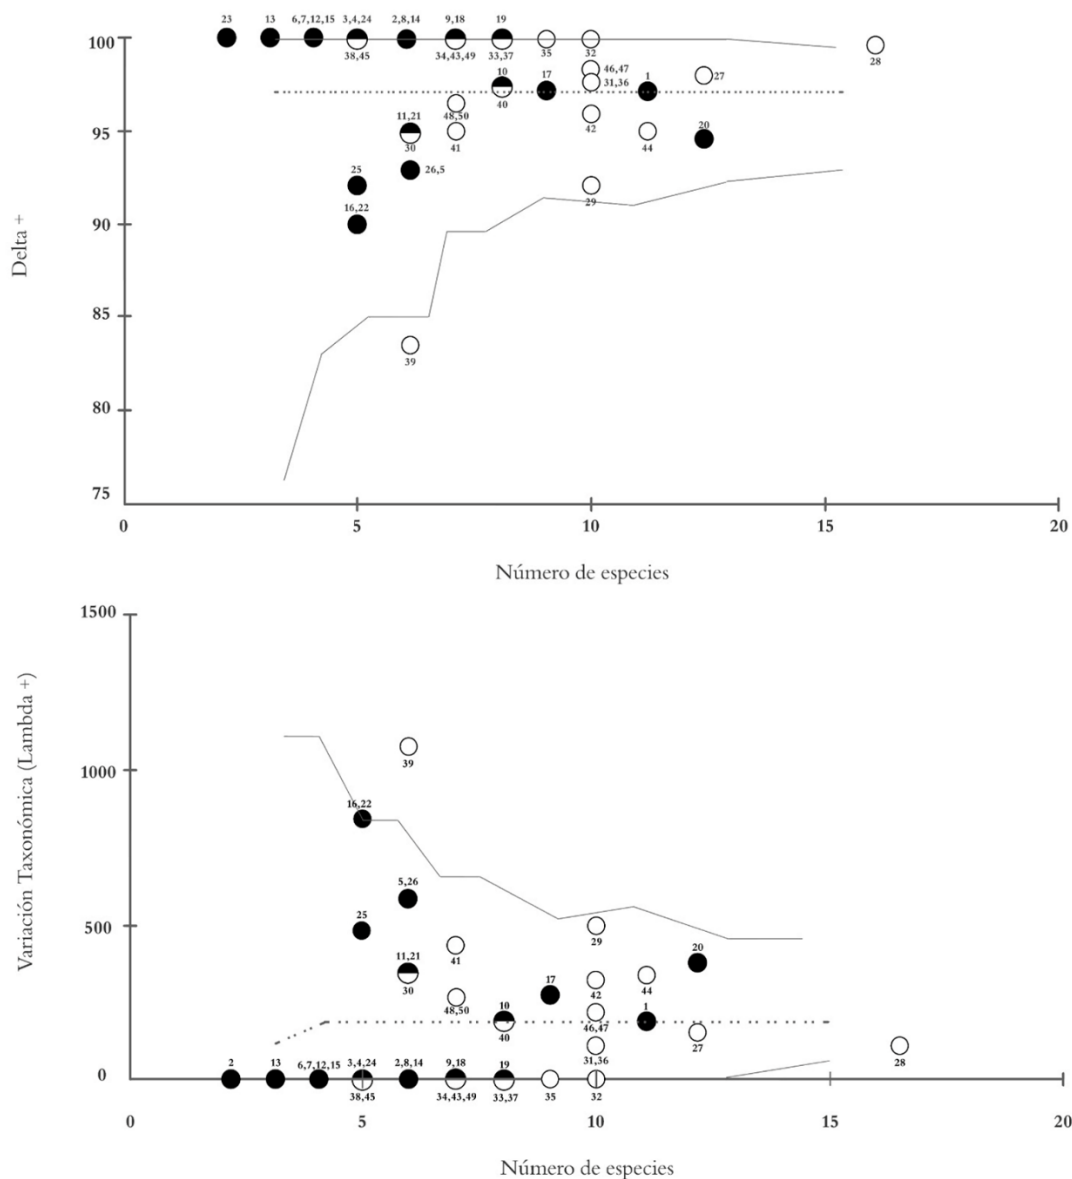 23 13 6,7,12,15 3,4,24 2,8,14 9,18 19
100
38,45 34,43,49 33,37 35 32 28
10 17 46,47 1 27
31,36
40
95
11,21 48,50 20
30 41 42 44
25 26,5
16,22 29
90
85
39
80
75
Delta +
0 5 10 15 20
Número de especies
1500
1000
39
16,22
5,26
500
25 29 20
11,21 41 17 42 44
30 48,50 10 1
40 46,47 27
2 13 6,7,12,15 3,4,24 2,8,14 9,18 19 31,36 28
0
38,45 34,43,49 33,37 35 32
Variación Taxonómica (Lambda +)
0 5 10 15 20
Número de especies